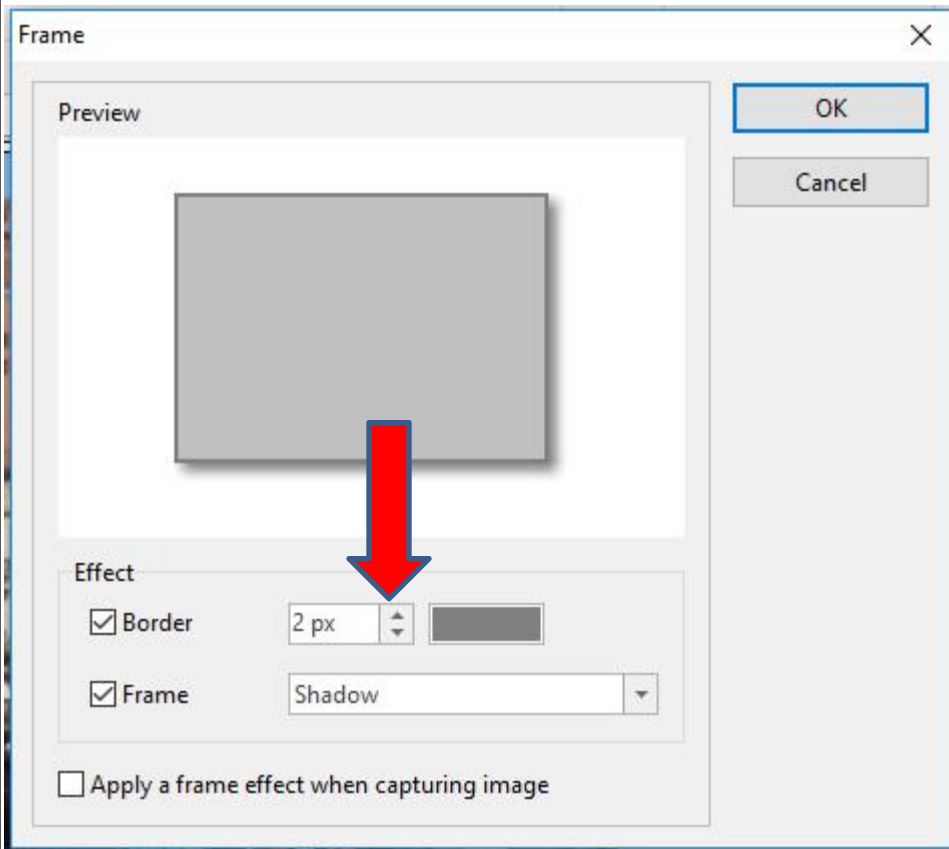 Frame
Preview
OK
Cancel
Effect
Border 2 px
Frame Shadow
Apply a frame effect when capturing image